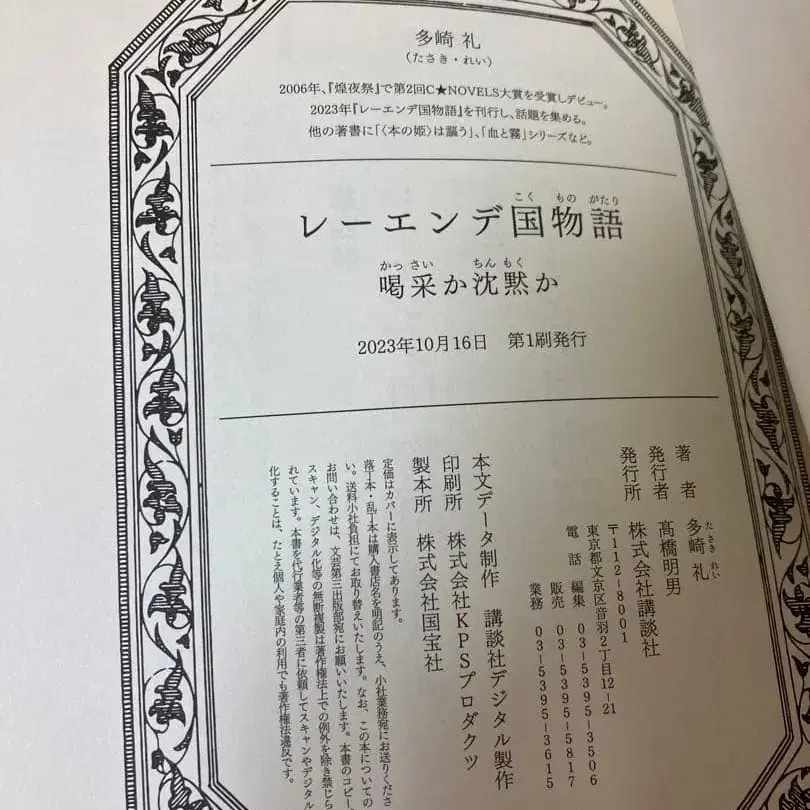 多崎 礼
(たさき・れい)
2006年、『煌夜祭』で第2回C★NOVELS大賞を受賞しデビュー。
2023年『レーエンデ国物語』を刊行し、話題を集める。
他の著書に「〈本の姫〉は謳う」、「血と霧」シリーズなど。
こく もの がたり
レーエンデ国物語
かっ さい ちん もく
喝采か沈黙か
2023年10月16日 第1刷発行
著 者 多崎 礼
たさき れい
発行者 髙橋明男
発行所 株式会社講談社
〒112-8001
東京都文京区音羽2丁目12-21
電 話 編集 03-5395-3506
販売 03-5395-5817
業務 03-5395-3615
本文データ制作 講談社デジタル製作
印刷所 株式会社KPSプロダクツ
製本所 株式会社国宝社
定価はカバーに表示してあります。
落丁本・乱丁本は購入書店名を明記のうえ、小社業務宛にお送りくださ
い。送料小社負担にてお取り替えいたします。なお、この本についての
お問い合わせは、文芸第三出版部宛にお願いいたします。本書のコピー、
スキャン、デジタル化等の無断複製は著作権法上での例外を除き禁じら
れています。本書を代行業者等の第三者に依頼してスキャンやデジタル
化することは、たとえ個人や家庭内の利用でも著作権法違反です。